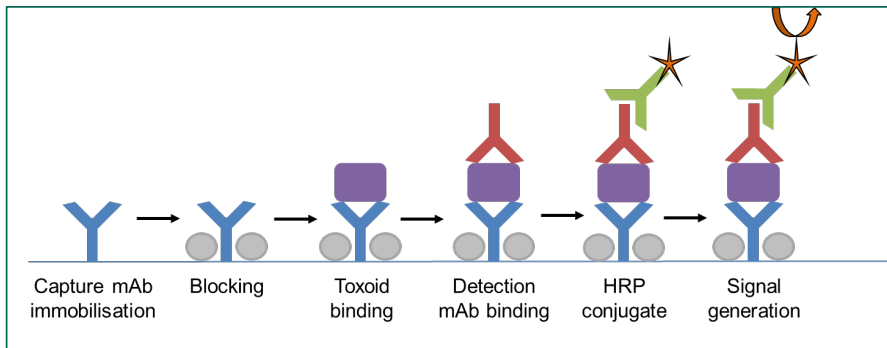 Capture mAb
immobilisation
Blocking
Toxoid
binding
Detection
mAb binding
HRP
conjugate
Signal
generation